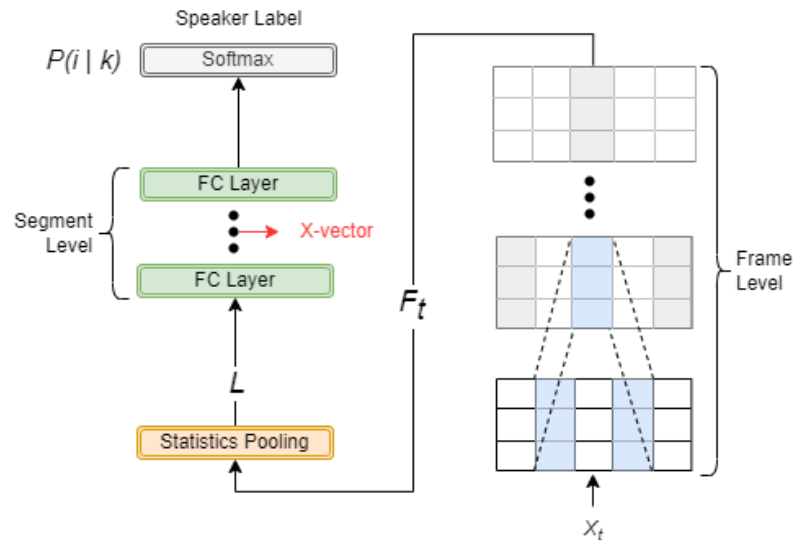 Speaker Label
P(i | k)
Softmax
FC Layer
Segment
Level
X-vector
FC Layer
L
Statistics Pooling
F_t
Frame
Level
X_t